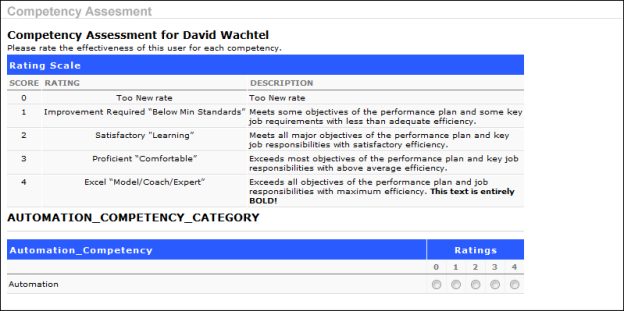 Competency Assesment
Competency Assessment for David Wachtel
Please rate the effectiveness of this user for each competency.
Rating Scale
SCORE RATING DESCRIPTION
0 Too New rate Too New rate
1 Improvement Required “Below Min Standards” Meets some objectives of the performance plan and some key
job requirements with less than adequate efficiency.
2 Satisfactory “Learning” Meets all major objectives of the performance plan and key
job responsibilities with satisfactory efficiency.
3 Proficient “Comfortable” Exceeds most objectives of the performance plan and key job
responsibilities with above average efficiency.
4 Excel “Model/Coach/Expert” Exceeds all objectives of the performance plan and job
responsibilities with maximum efficiency. This text is entirely
BOLD!
AUTOMATION_COMPETENCY_CATEGORY
Automation_Competency Ratings
0 1 2 3 4
Automation